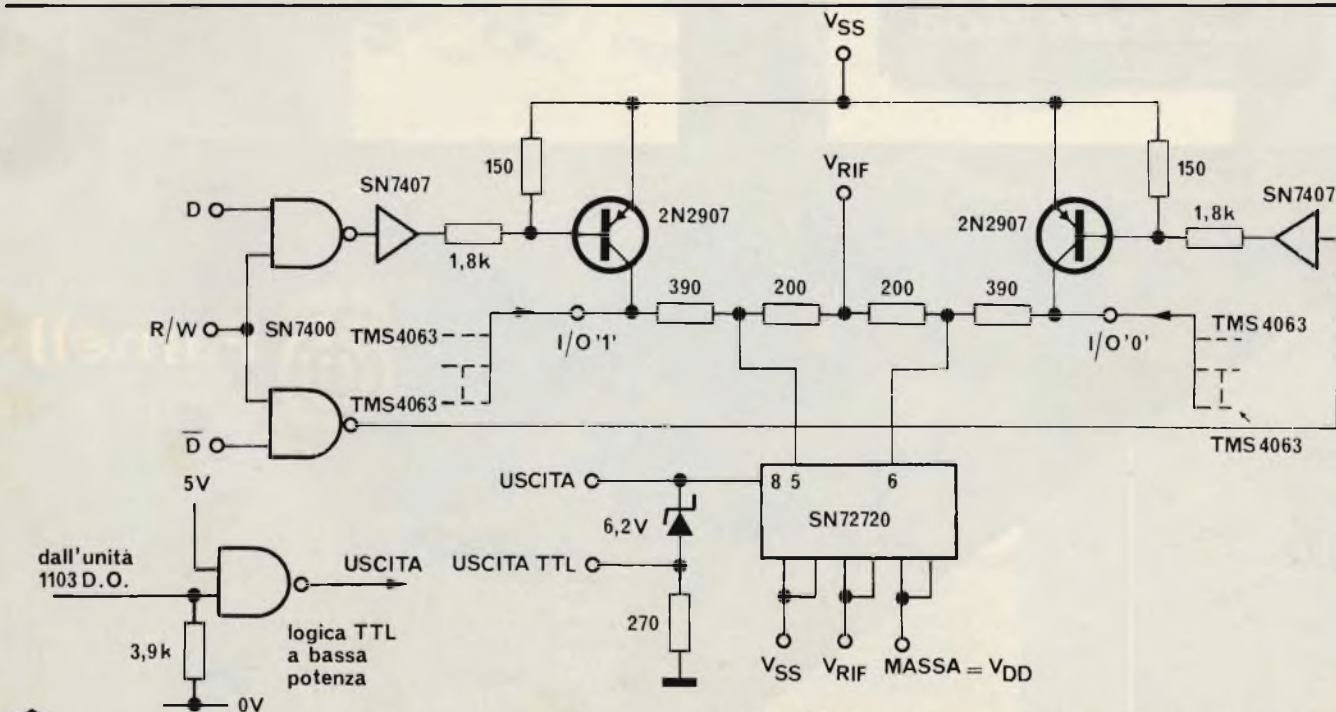 VSS
150
SN7407
VRIF
150
SN7407
D
2N2907
2N2907
1,8k
1,8k
390
200
200
390
R/W
SN7400
TMS4063
I/O'1'
I/O'0'
TMS4063
TMS4063
TMS4063
D
5V
USCITA
8 5
6
SN72720
6,2V
dall'unità
1103 D.O.
USCITA
USCITA TTL
3,9k
logica TTL
a bassa
potenza
270
VSS
VRIF
MASSA = VDD
0V